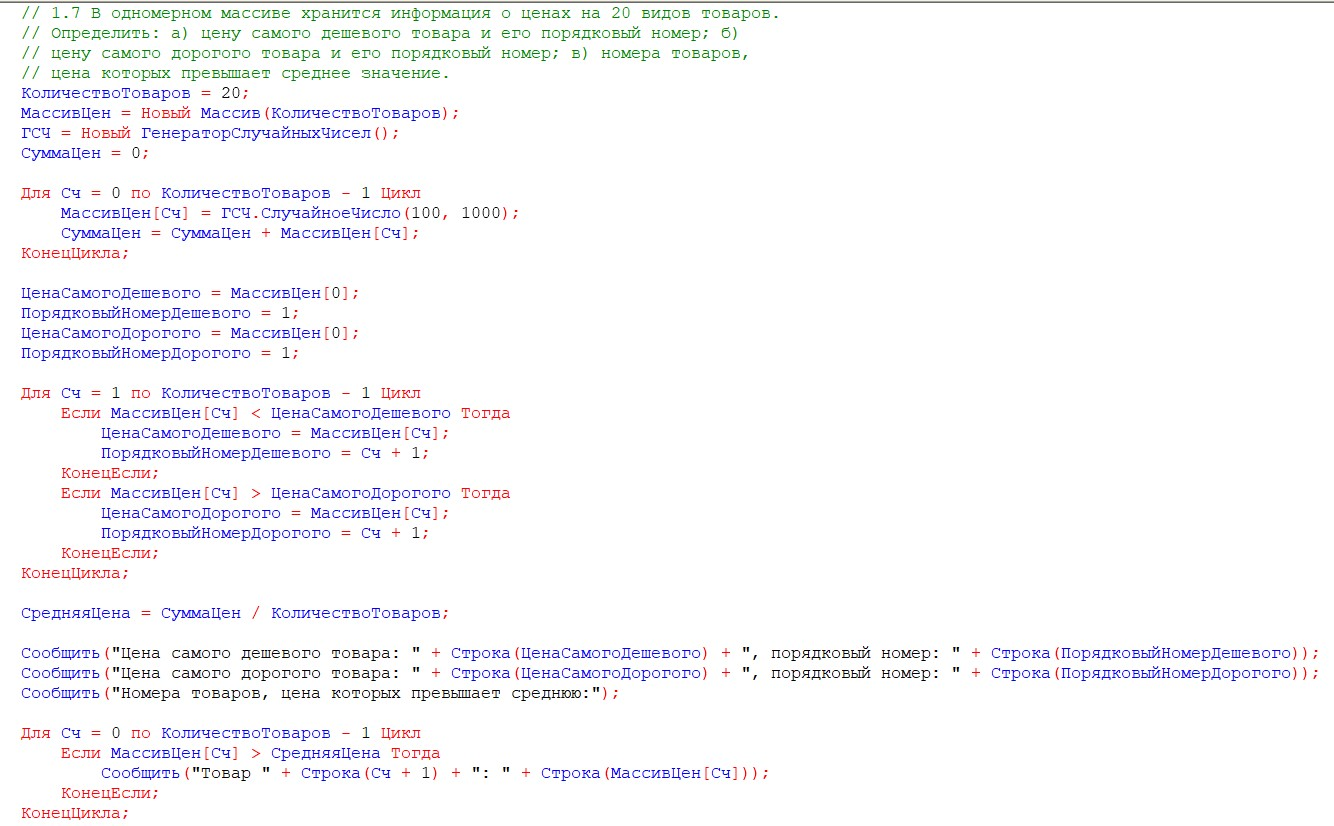 // 1.7 В одномерном массиве хранится информация о ценах на 20 видов товаров.
// Определить: а) цену самого дешевого товара и его порядковый номер; б)
// цену самого дорогого товара и его порядковый номер; в) номера товаров,
// цена которых превышает среднее значение.
КоличествоТоваров = 20;
МассивЦен = Новый Массив(КоличествоТоваров);
ГСЧ = Новый ГенераторСлучайныхЧисел();
СуммаЦен = 0;

Для Сч = 0 по КоличествоТоваров - 1 Цикл
    МассивЦен[Сч] = ГСЧ.СлучайноеЧисло(100, 1000);
    СуммаЦен = СуммаЦен + МассивЦен[Сч];
КонецЦикла;

ЦенаСамогоДешевого = МассивЦен[0];
ПорядковыйНомерДешевого = 1;
ЦенаСамогоДорогого = МассивЦен[0];
ПорядковыйНомерДорогого = 1;

Для Сч = 1 по КоличествоТоваров - 1 Цикл
    Если МассивЦен[Сч] < ЦенаСамогоДешевого Тогда
        ЦенаСамогоДешевого = МассивЦен[Сч];
        ПорядковыйНомерДешевого = Сч + 1;
    КонецЕсли;
    Если МассивЦен[Сч] > ЦенаСамогоДорогого Тогда
        ЦенаСамогоДорогого = МассивЦен[Сч];
        ПорядковыйНомерДорогого = Сч + 1;
    КонецЕсли;
КонецЦикла;

СредняяЦена = СуммаЦен / КоличествоТоваров;

Сообщить("Цена самого дешевого товара: " + Строка(ЦенаСамогоДешевого) + ", порядковый номер: " + Строка(ПорядковыйНомерДешевого));
Сообщить("Цена самого дорогого товара: " + Строка(ЦенаСамогоДорогого) + ", порядковый номер: " + Строка(ПорядковыйНомерДорогого));
Сообщить("Номера товаров, цена которых превышает среднюю:");

Для Сч = 0 по КоличествоТоваров - 1 Цикл
    Если МассивЦен[Сч] > СредняяЦена Тогда
        Сообщить("Товар " + Строка(Сч + 1) + ": " + Строка(МассивЦен[Сч]));
    КонецЕсли;
КонецЦикла;